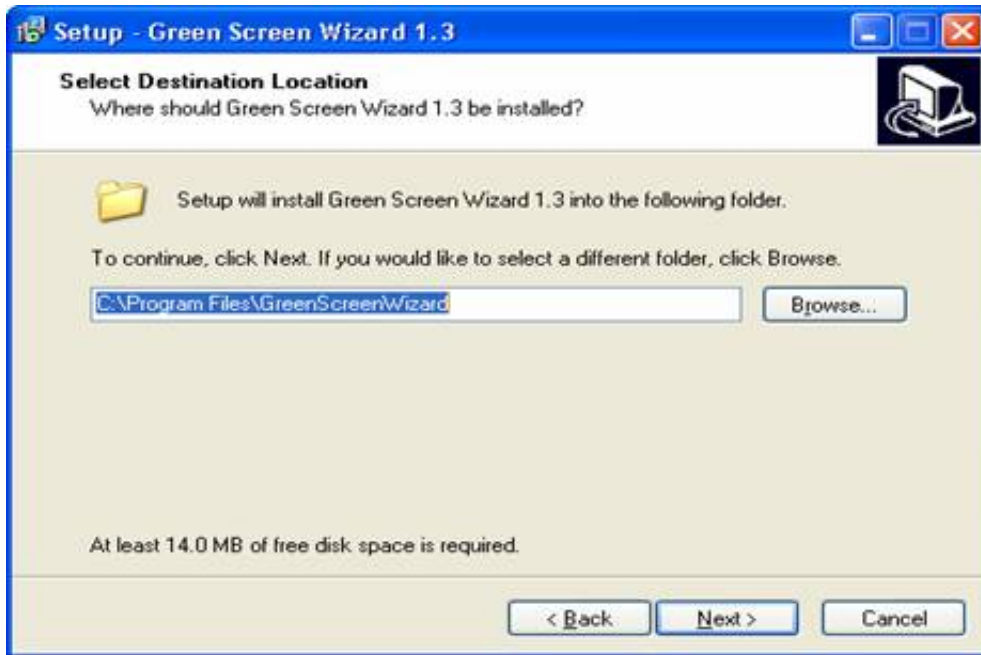 Setup - Green Screen Wizard 1.3
Select Destination Location
Where should Green Screen Wizard 1.3 be installed?
Setup will install Green Screen Wizard 1.3 into the following folder.
To continue, click Next. If you would like to select a different folder, click Browse.
C:\Program Files\GreenScreenWizard
Browse...
At least 14.0 MB of free disk space is required.
< Back
Next >
Cancel